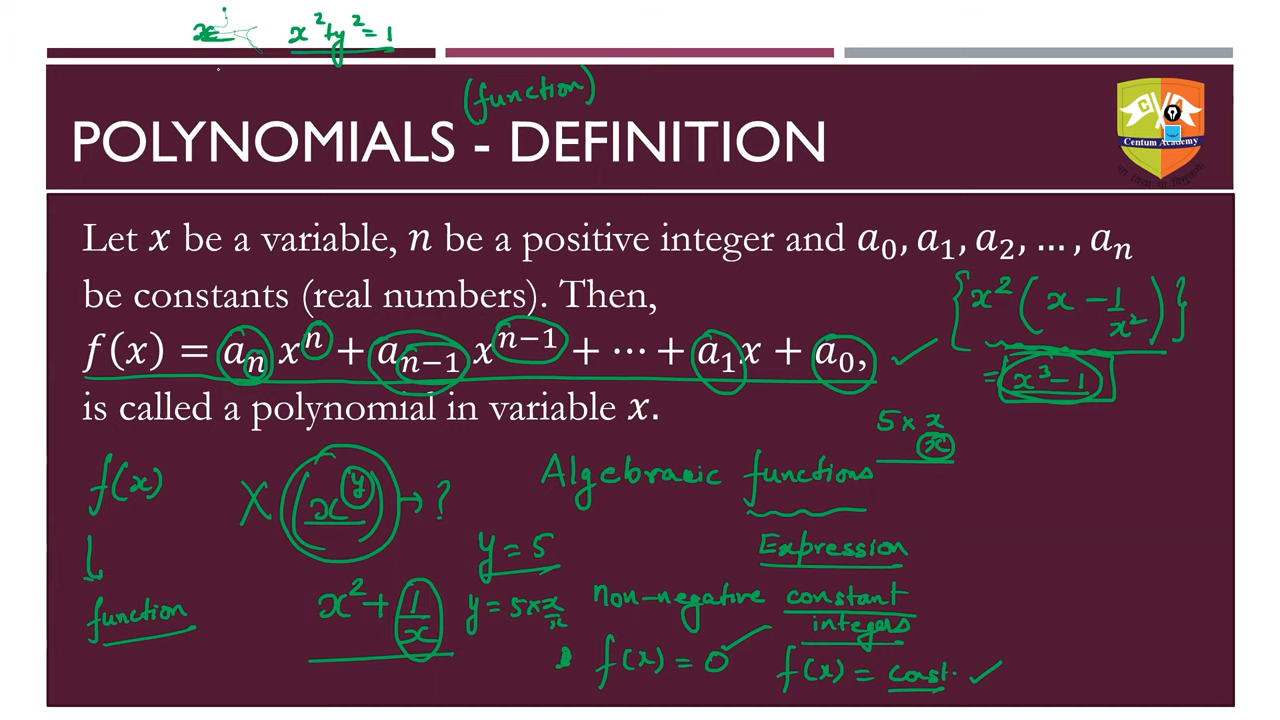 x² + y² = 1
(function)
POLYNOMIALS - DEFINITION
Centum Academy
Let x be a variable, n be a positive integer and a₀, a₁, a₂, …, aₙ
be constants (real numbers). Then,
f(x) = aₙxⁿ + aₙ₋₁xⁿ⁻¹ + ⋯ + a₁x + a₀,
is called a polynomial in variable x.
{x² (x − 1/x²)}
= x³ − 1
5 × x/x
f(x)
function
X (x^y) → ?
x² + 1/x
Algebraic functions
y = 5
y = 5 × x/x
Expression
non-negative constant
integers
f(x) = 0 ✓
f(x) = const. ✓